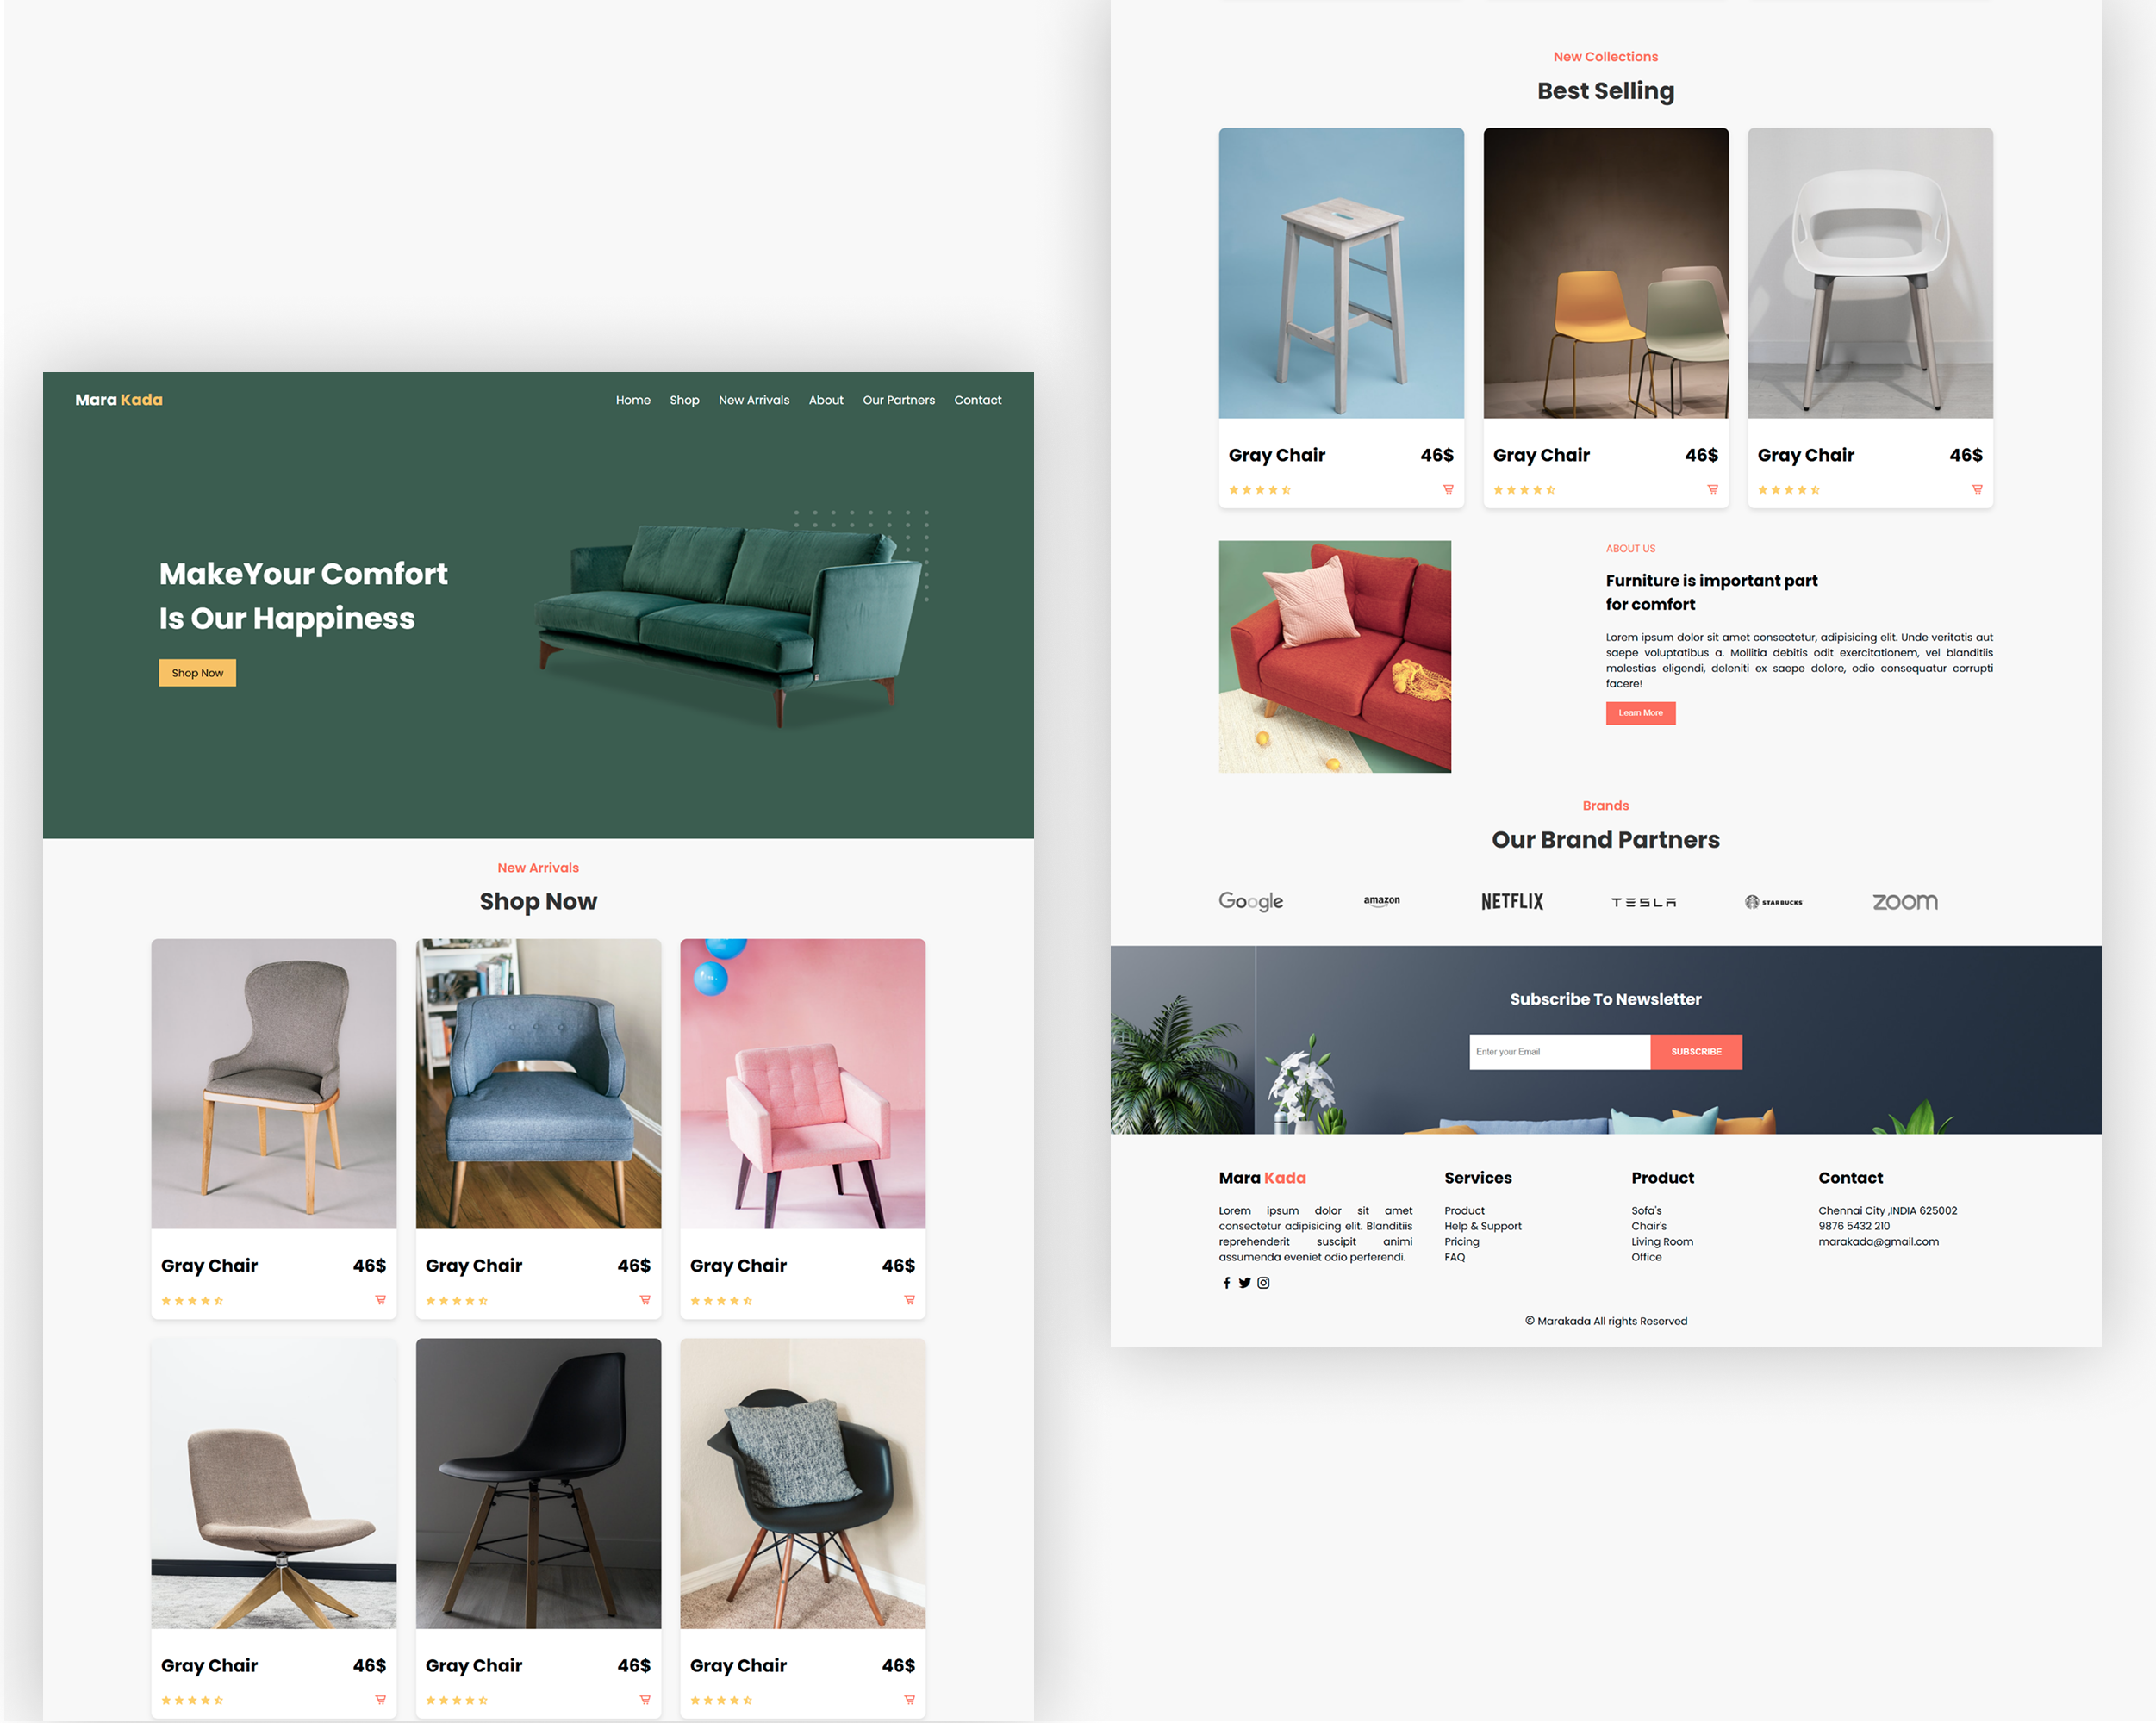 Mara Kada
Home Shop New Arrivals About Our Partners Contact
MakeYour Comfort
Is Our Happiness
Shop Now
New Arrivals
Shop Now
Gray Chair 46$
Gray Chair 46$
Gray Chair 46$
Gray Chair 46$
Gray Chair 46$
Gray Chair 46$
New Collections
Best Selling
Gray Chair 46$
Gray Chair 46$
Gray Chair 46$
ABOUT US
Furniture is important part
for comfort
Lorem ipsum dolor sit amet consectetur, adipisicing elit. Unde veritatis aut
saepe voluptatibus a. Mollitia debitis odit exercitationem, vel blanditiis
molestias eligendi, deleniti ex saepe dolore, odio consequatur corrupti
facere!
Learn More
Brands
Our Brand Partners
Google amazon NETFLIX TESLA STARBUCKS zoom
Subscribe To Newsletter
Enter your Email SUBSCRIBE
Mara Kada
Lorem ipsum dolor sit amet
consectetur adipisicing elit. Blanditiis
reprehenderit suscipit animi
assumenda eveniet odio perferendi.
Services
Product
Help & Support
Pricing
FAQ
Product
Sofa's
Chair's
Living Room
Office
Contact
Chennai City ,INDIA 625002
9876 5432 210
marakada@gmail.com
© Marakada All rights Reserved